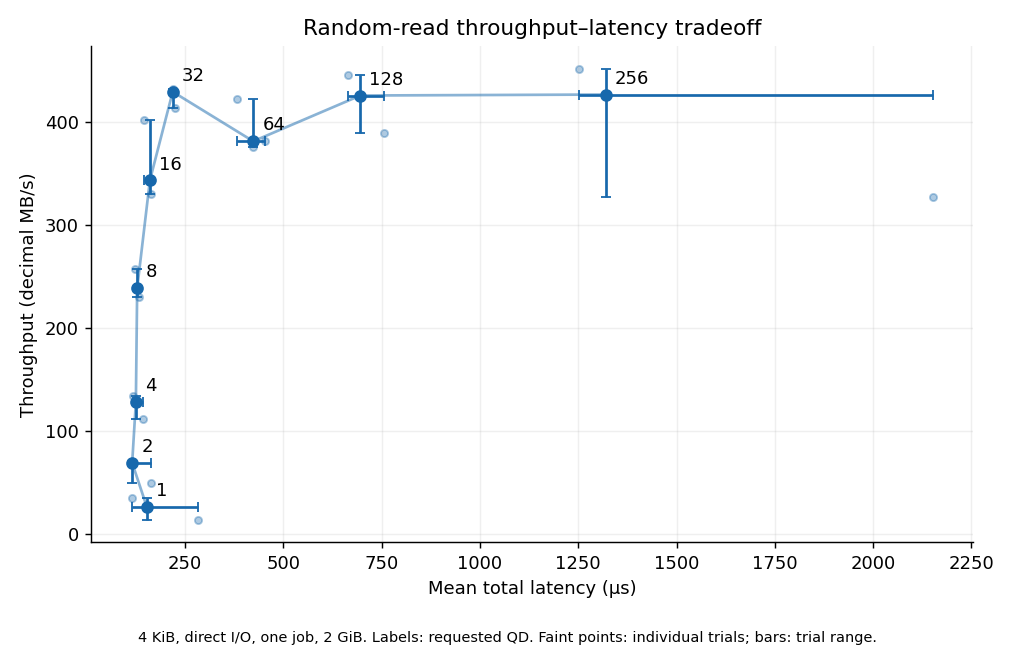 Random-read throughput–latency tradeoff
Throughput (decimal MB/s)
400
300
200
100
0
32
128
256
64
16
8
4
2
1
250 500 750 1000 1250 1500 1750 2000 2250
Mean total latency (µs)
4 KiB, direct I/O, one job, 2 GiB. Labels: requested QD. Faint points: individual trials; bars: trial range.